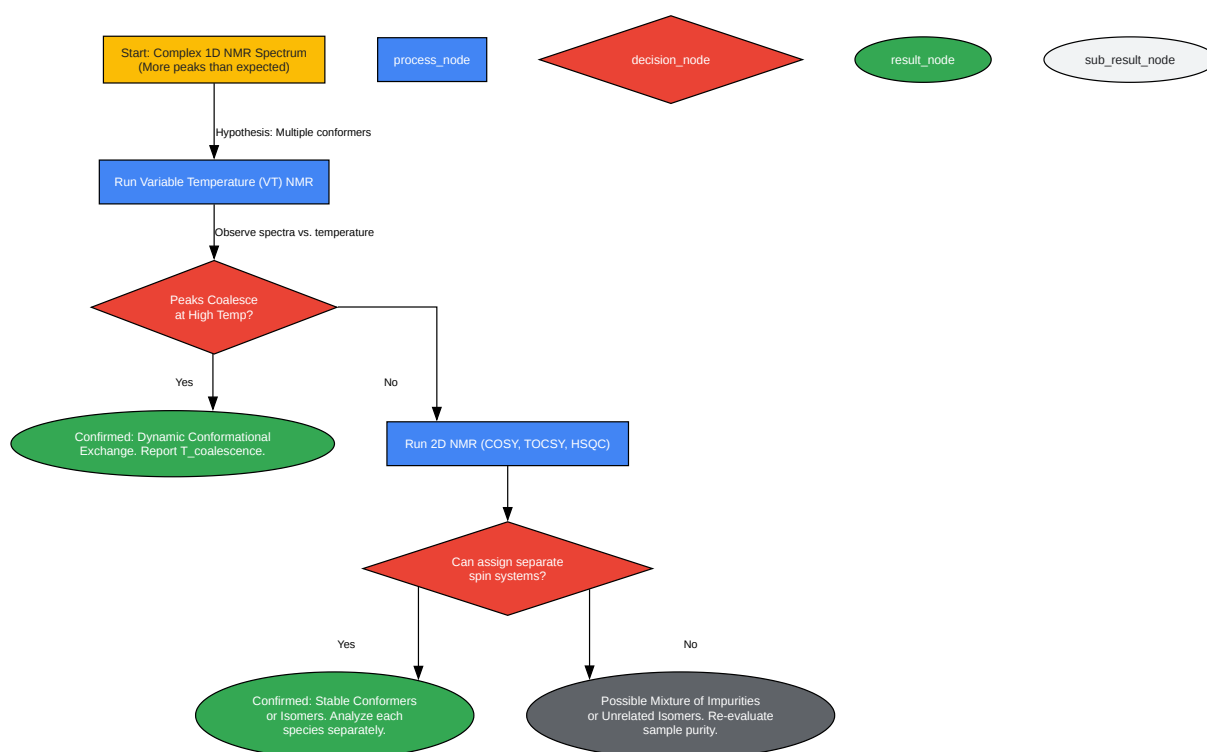 Start: Complex 1D NMR Spectrum
(More peaks than expected)
process_node
decision_node
result_node
sub_result_node
Hypothesis: Multiple conformers
Run Variable Temperature (VT) NMR
Observe spectra vs. temperature
Peaks Coalesce
at High Temp?
Yes
No
Confirmed: Dynamic Conformational
Exchange. Report T_coalescence.
Run 2D NMR (COSY, TOCSY, HSQC)
Can assign separate
spin systems?
Yes
No
Confirmed: Stable Conformers
or Isomers. Analyze each
species separately.
Possible Mixture of Impurities
or Unrelated Isomers. Re-evaluate
sample purity.